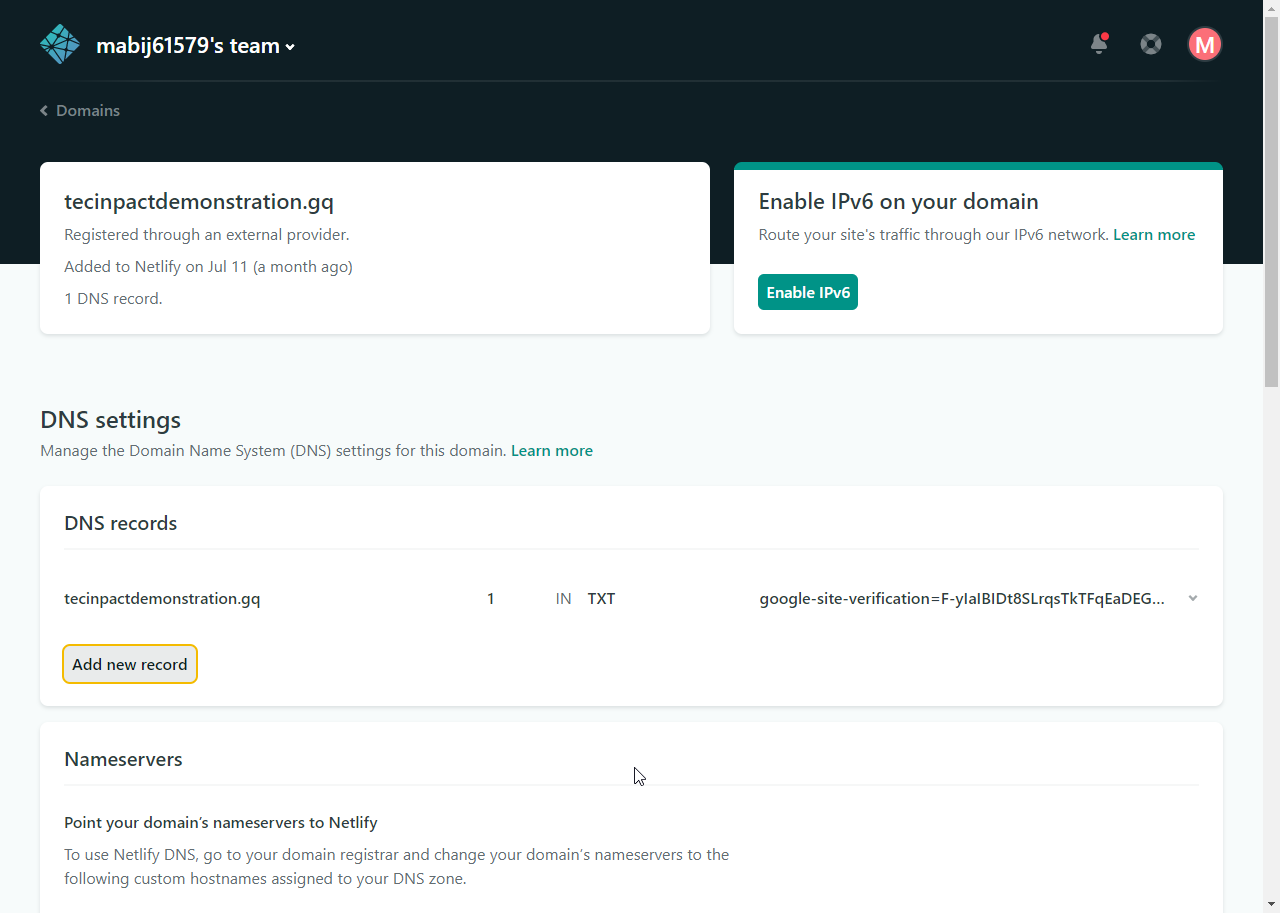 mabij61579's team
M
Domains
tecinpactdemonstration.gq
Registered through an external provider.
Added to Netlify on Jul 11 (a month ago)
1 DNS record.
Enable IPv6 on your domain
Route your site's traffic through our IPv6 network. Learn more
Enable IPv6
DNS settings
Manage the Domain Name System (DNS) settings for this domain. Learn more
DNS records
tecinpactdemonstration.gq 1 IN TXT google-site-verification=F-yIaIBIDt8SLrqsTkTFqEaDEG...
Add new record
Nameservers
Point your domain’s nameservers to Netlify
To use Netlify DNS, go to your domain registrar and change your domain’s nameservers to the
following custom hostnames assigned to your DNS zone.